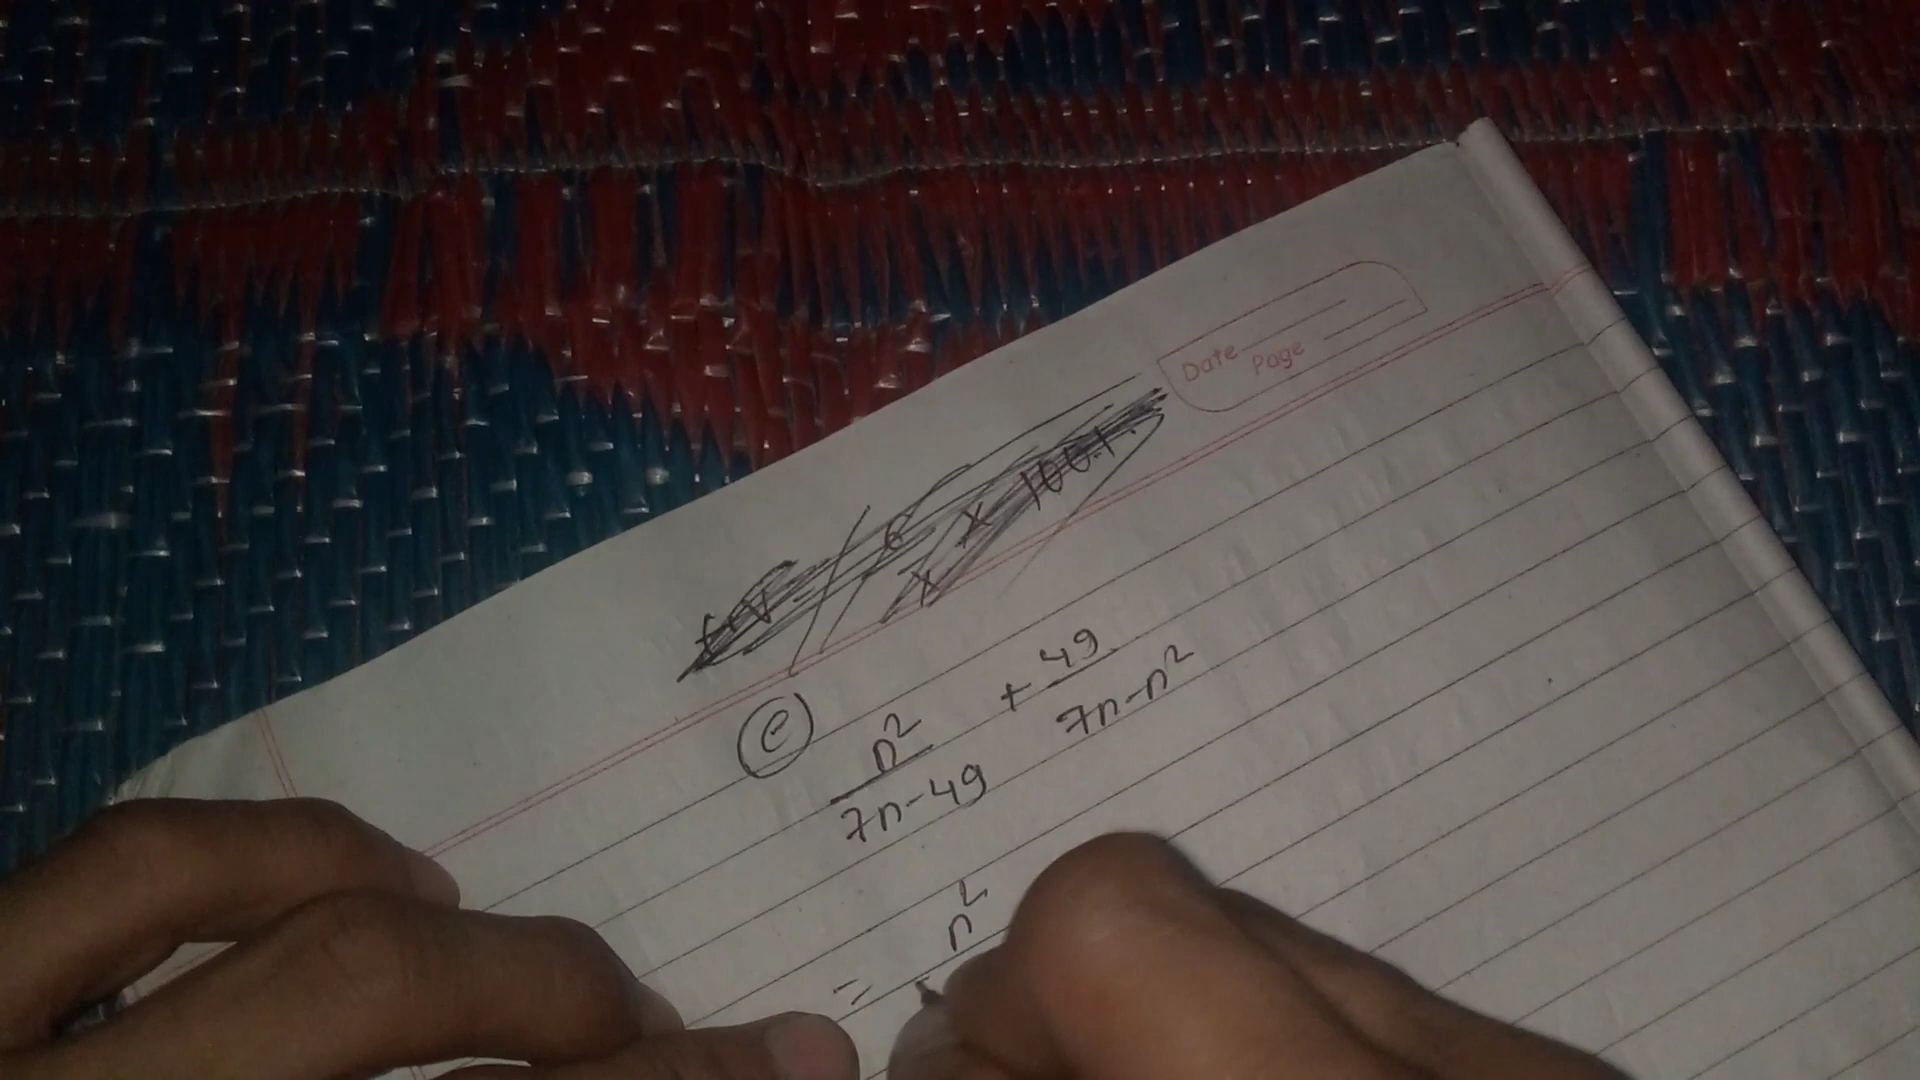 Date
Page
(e) n²/7n-49 + 49/7n-n²
= n²